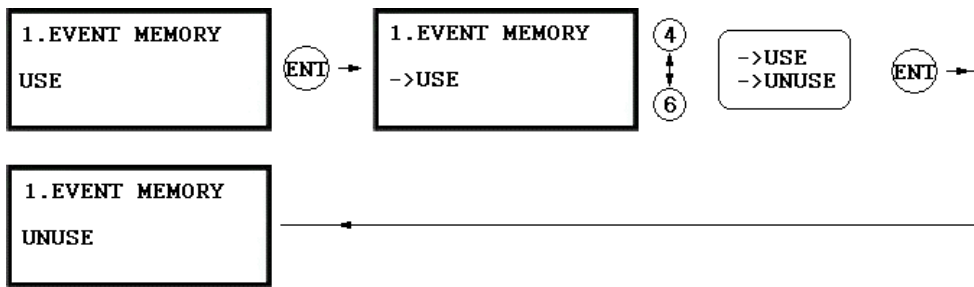 1.EVENT MEMORY
USE
ENT
1.EVENT MEMORY
->USE
4
6
->USE
->UNUSE
ENT
1.EVENT MEMORY
UNUSE